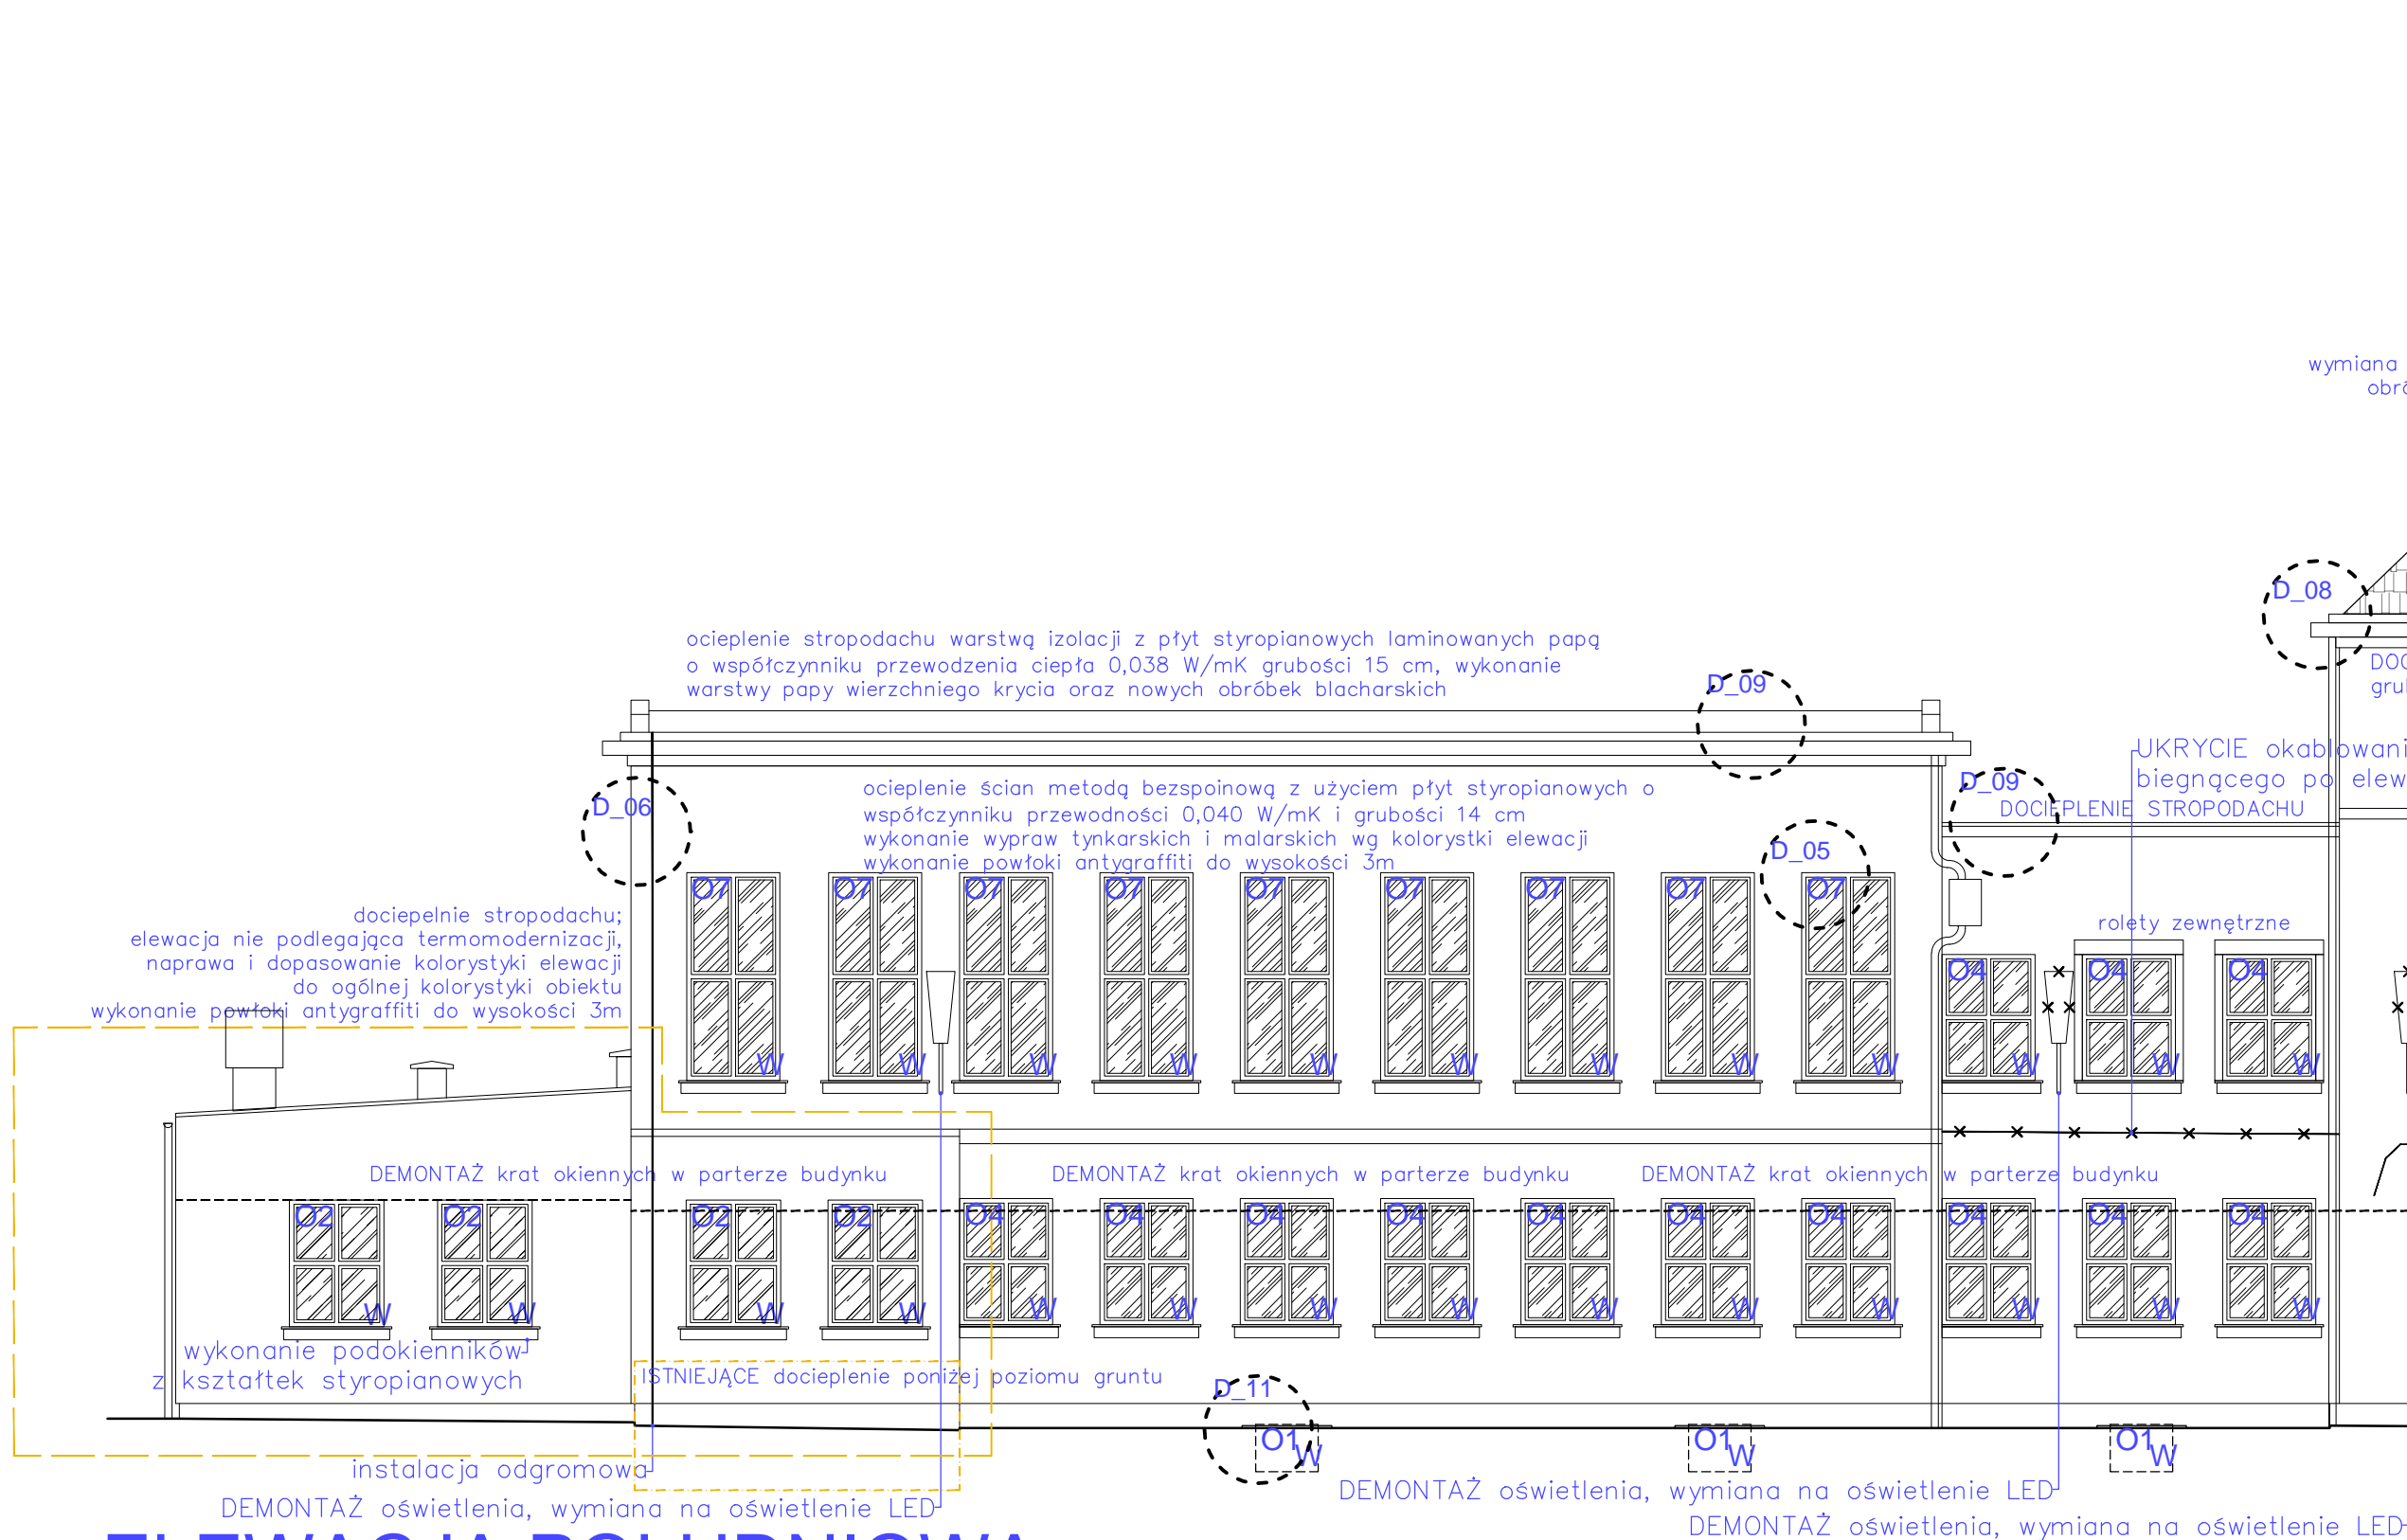 wymiana
D_08
ocieplenie stropodachu warstwą izolacji z płyt styropianowych laminowanych papą
o współczynniku przewodzenia ciepła 0,038 W/mK grubości 15 cm, wykonanie
warstwy papy wierzchniego krycia oraz nowych obróbek blacharskich
D_09
UKRYCIE
biegnącego po
D_09
DOCIEPLENIE STROPODACHU
D_06
ocieplenie ścian metodą bezspoinową z użyciem płyt styropianowych o
współczynniku przewodności 0,040 W/mK i grubości 14 cm
wykonanie wypraw tynkarskich i malarskich wg kolorystki elewacji
wykonanie powłoki antygraffiti do wysokości 3m
D_05
O7 O7 O7 O7 O7 O7 O7 O7 O7
dociepelnie stropodachu;
elewacja nie podlegająca termomodernizacji,
naprawa i dopasowanie kolorystyki elewacji
do ogólnej kolorystyki obiektu
wykonanie powłoki antygraffiti do wysokości 3m
rolety zewnętrzne
O4 O4 O4
W W W W W W W W W W W W
DEMONTAŻ krat okiennych w parterze budynku
DEMONTAŻ krat okiennych w parterze budynku
DEMONTAŻ krat okiennych w parterze budynku
O2 O2 O2 O2 O4 O4 O4 O4 O4 O4 O4 O4 O4 O4
W W W W W W W W W W W W W W
wykonanie podokienników
z kształtek styropianowych
ISTNIEJĄCE docieplenie poniżej poziomu gruntu
D_11
O1 W O1 W O1 W
instalacja odgromowa
DEMONTAŻ oświetlenia, wymiana na oświetlenie LED
DEMONTAŻ oświetlenia, wymiana na oświetlenie LED
DEMONTAŻ oświetlenia, wymiana na oświetlenie LED
ELEWACJA POŁUDNIOWA